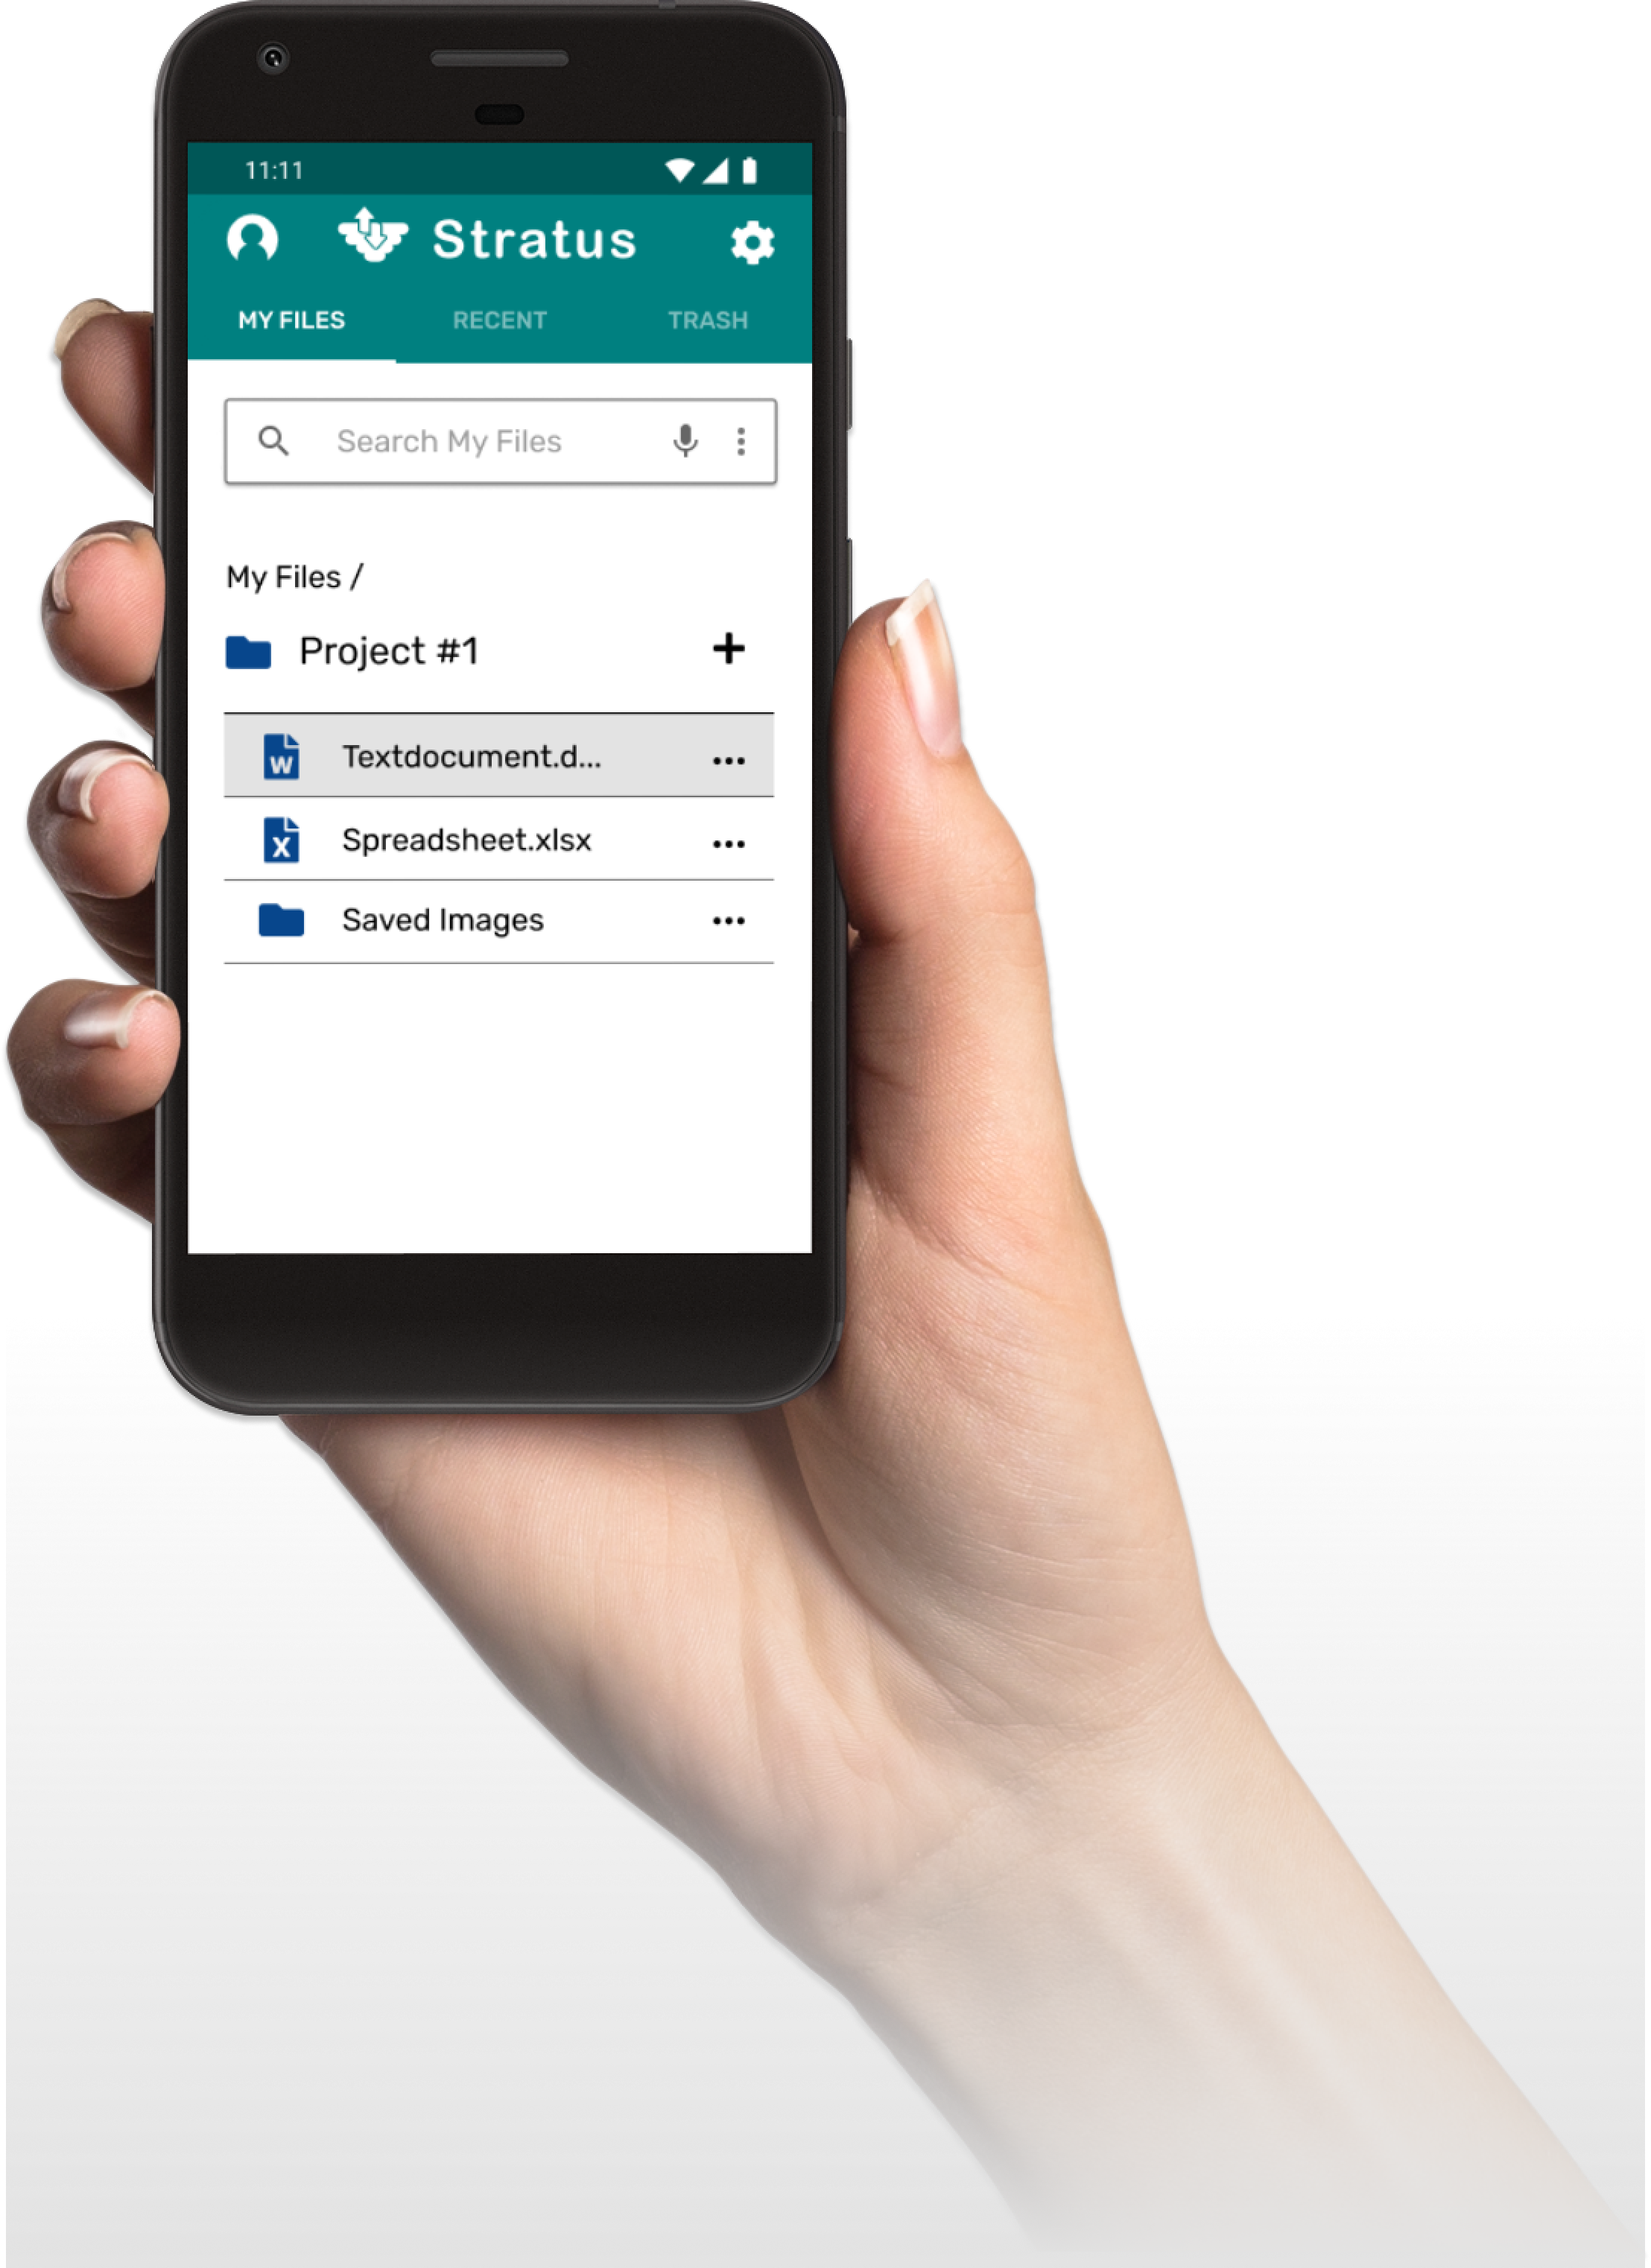 11:11
Stratus
MY FILES RECENT TRASH
Search My Files
My Files /
Project #1
W Textdocument.d...
X Spreadsheet.xlsx
Saved Images